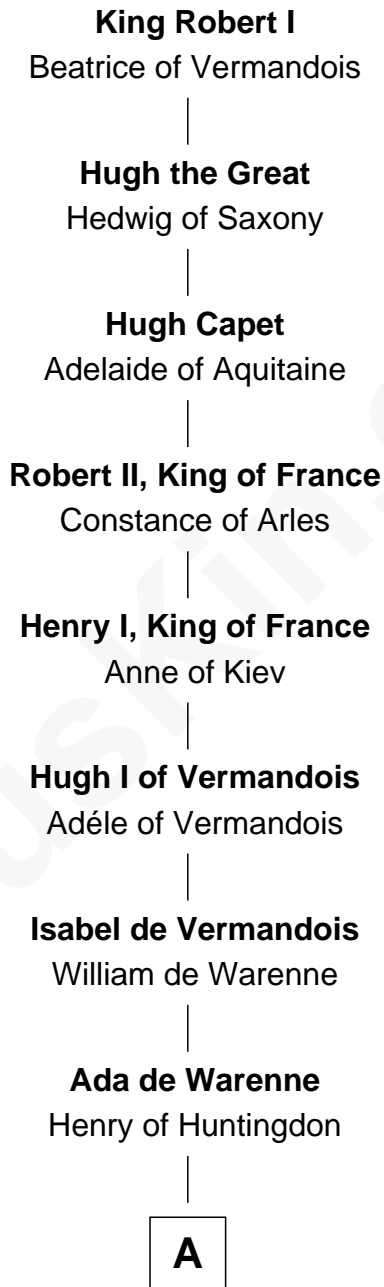 King Robert I
Beatrice of Vermandois
Hugh the Great
Hedwig of Saxony
Hugh Capet
Adelaide of Aquitaine
Robert II, King of France
Constance of Arles
Henry I, King of France
Anne of Kiev
Hugh I of Vermandois
Adéle of Vermandois
Isabel de Vermandois
William de Warenne
Ada de Warenne
Henry of Huntingdon
A